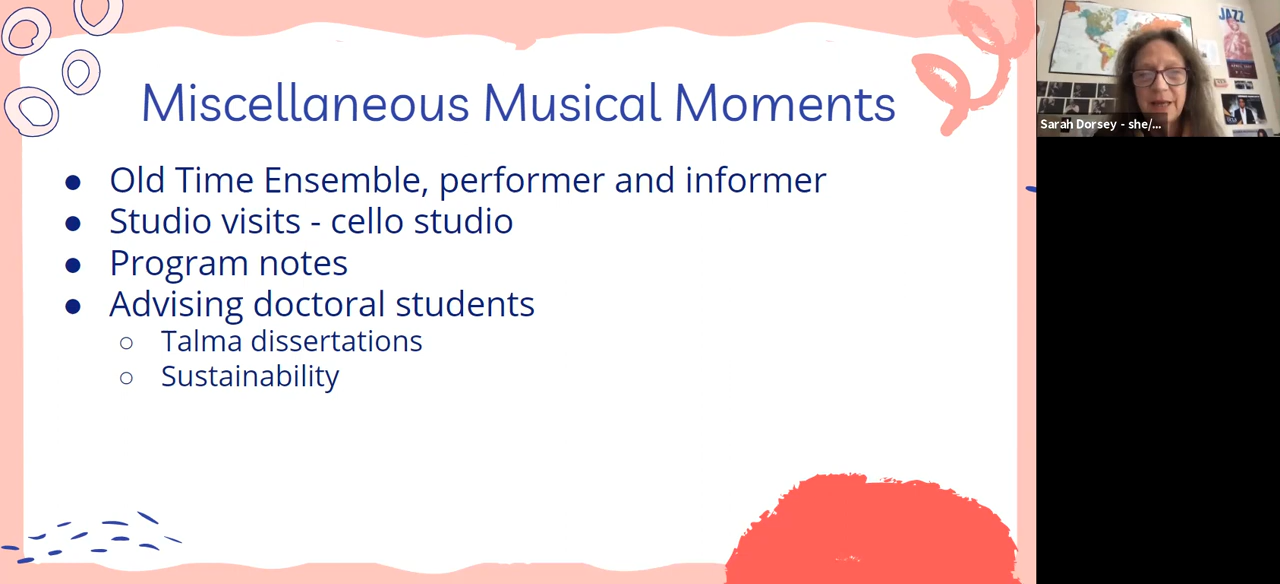 Miscellaneous Musical Moments
● Old Time Ensemble, performer and informer
● Studio visits - cello studio
● Program notes
● Advising doctoral students
○ Talma dissertations
○ Sustainability
JAZZ
Sarah Dorsey - she/...